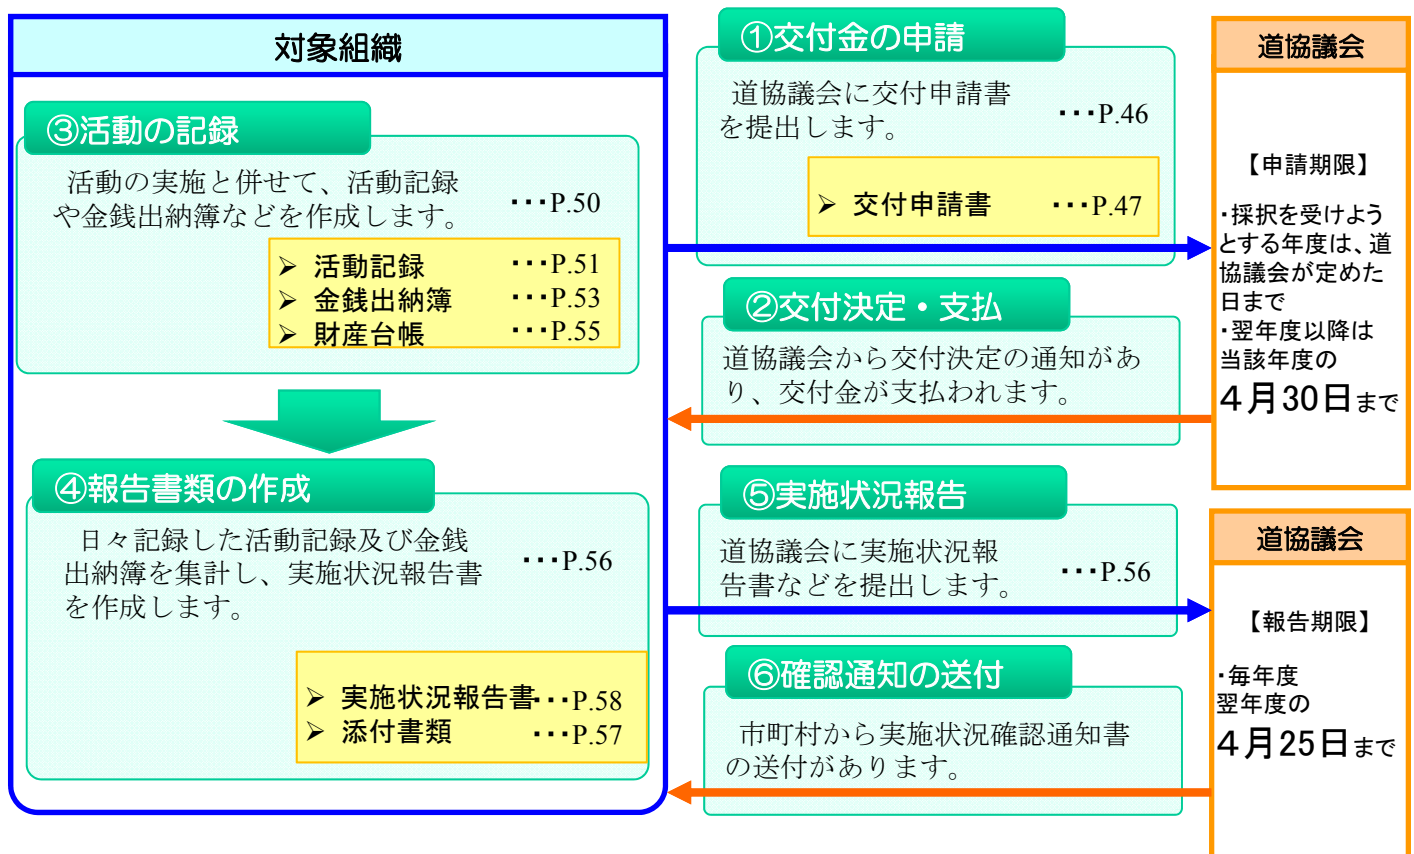 対象組織
③活動の記録
活動の実施と併せて、活動記録
や金銭出納簿などを作成します。
･･･P.50
➢ 活動記録 ･･･P.51
➢ 金銭出納簿 ･･･P.53
➢ 財産台帳 ･･･P.55
④報告書類の作成
日々記録した活動記録及び金銭
出納簿を集計し、実施状況報告書
を作成します。
･･･P.56
➢ 実施状況報告書･･･P.58
➢ 添付書類 ･･･P.57
①交付金の申請
道協議会に交付申請書
を提出します。
･･･P.46
➢ 交付申請書 ･･･P.47
②交付決定・支払
道協議会から交付決定の通知があ
り、交付金が支払われます。
⑤実施状況報告
道協議会に実施状況報
告書などを提出します。
･･･P.56
⑥確認通知の送付
市町村から実施状況確認通知書
の送付があります。
道協議会
【申請期限】
・採択を受けよう
とする年度は、道
協議会が定めた
日まで
・翌年度以降は
当該年度の
４月30日まで
道協議会
【報告期限】
・毎年度
翌年度の
４月25日まで